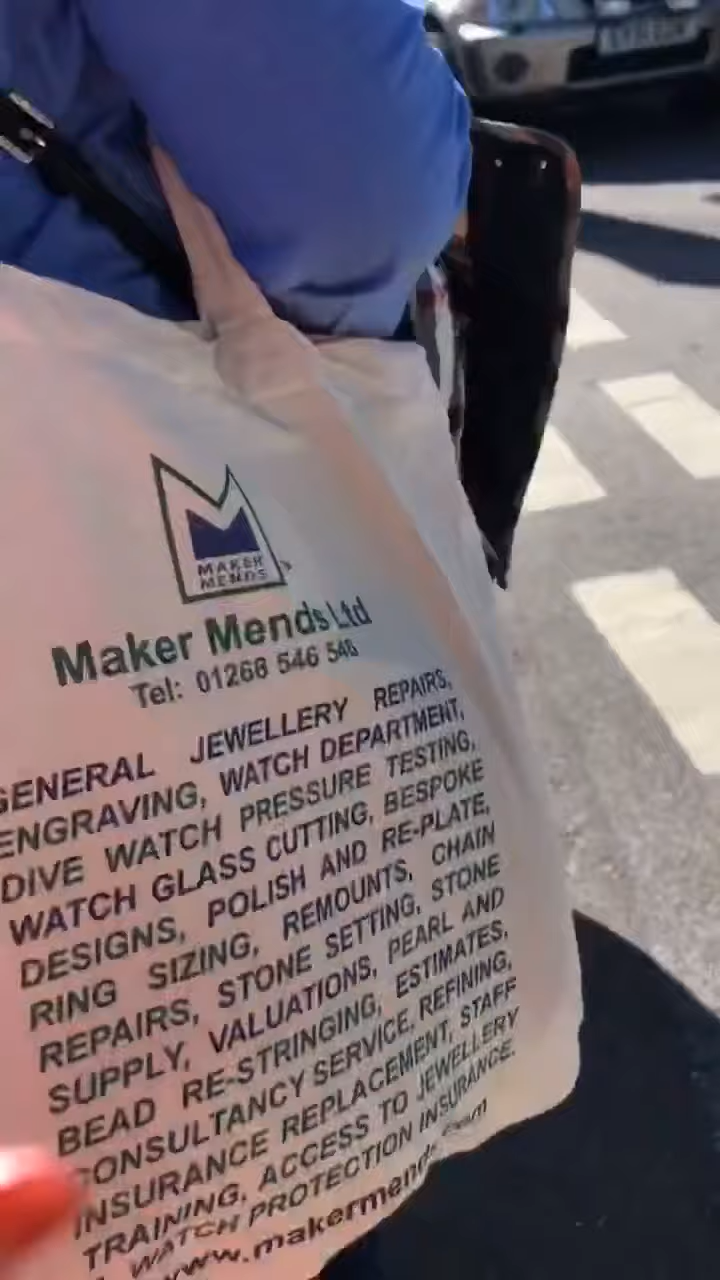 MAKER
MENDS
Maker Mends Ltd
Tel: 01268 546 546
GENERAL JEWELLERY REPAIRS,
ENGRAVING, WATCH DEPARTMENT,
DIVE WATCH PRESSURE TESTING,
WATCH GLASS CUTTING, BESPOKE
DESIGNS, POLISH AND RE-PLATE,
RING SIZING, REMOUNTS, CHAIN
REPAIRS, STONE SETTING, STONE
SUPPLY, VALUATIONS, PEARL AND
BEAD RE-STRINGING, ESTIMATES,
CONSULTANCY SERVICE, REFINING,
INSURANCE REPLACEMENT, STAFF
TRAINING, ACCESS TO JEWELLERY
WATCH PROTECTION INSURANCE.
www.makermends.com